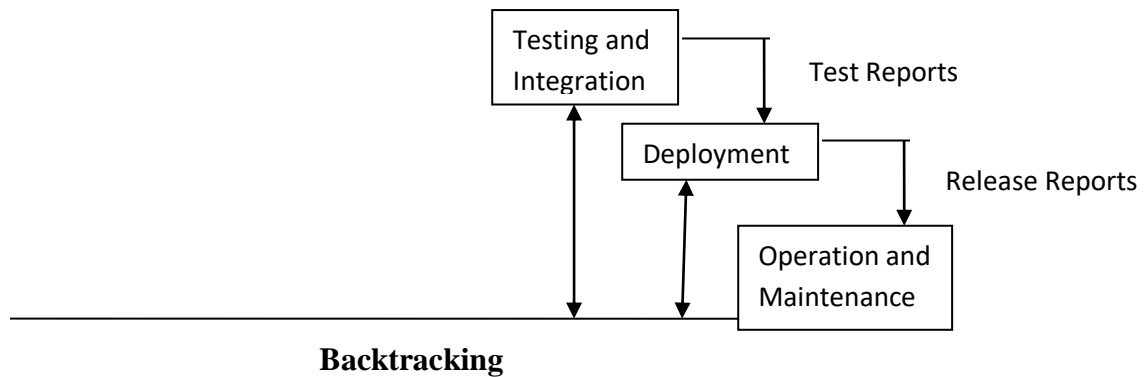 Testing and
Integration
Test Reports
Deployment
Release Reports
Operation and
Maintenance
Backtracking